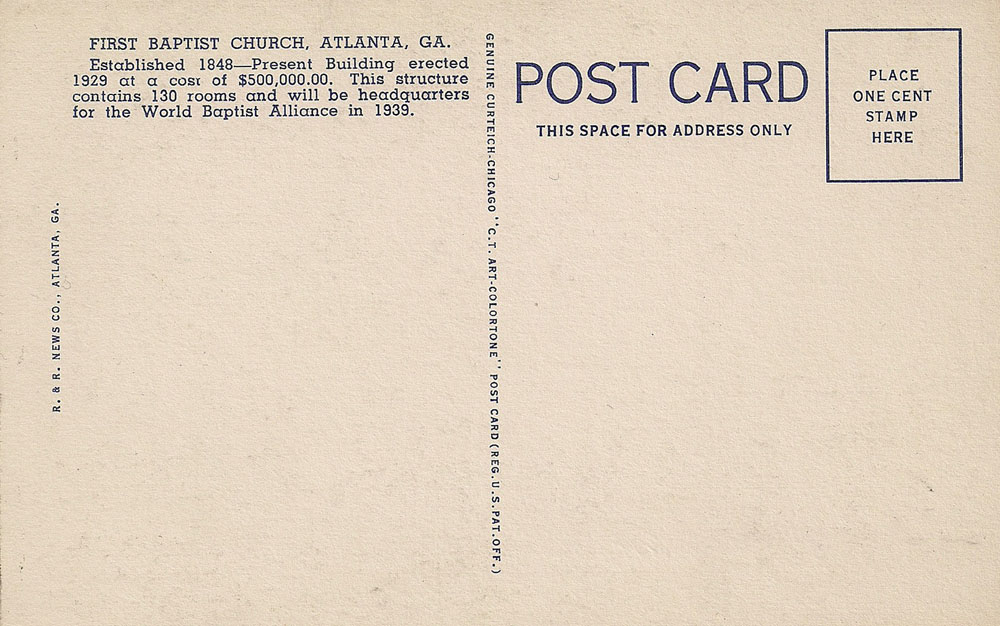 FIRST BAPTIST CHURCH, ATLANTA, GA.
Established 1848—Present Building erected
1929 at a cost of $500,000.00. This structure
contains 130 rooms and will be headquarters
for the World Baptist Alliance in 1939.
R. & R. NEWS CO., ATLANTA, GA.
GENUINE CURTEICH-CHICAGO "C.T. ART-COLORTONE" POST CARD (REG. U.S. PAT. OFF.)
POST CARD
THIS SPACE FOR ADDRESS ONLY
PLACE
ONE CENT
STAMP
HERE